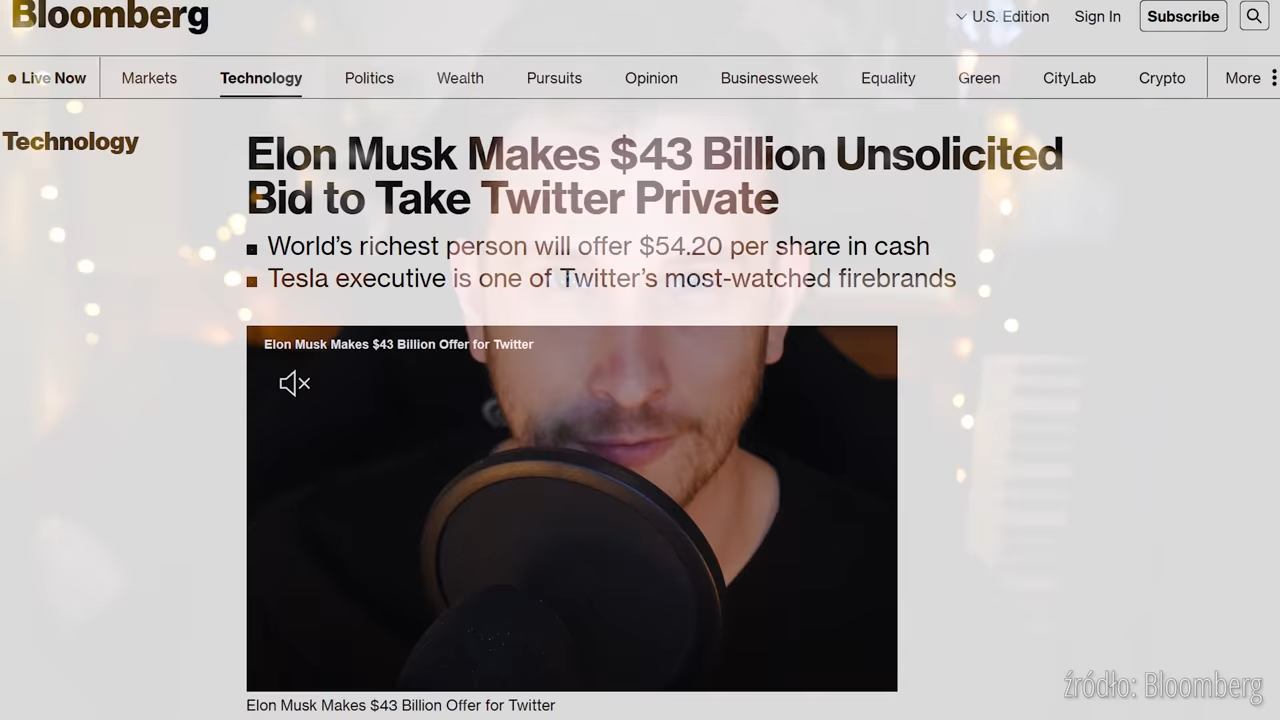 Bloomberg
U.S. Edition Sign In Subscribe
Live Now Markets Technology Politics Wealth Pursuits Opinion Businessweek Equality Green CityLab Crypto More
Technology
Elon Musk Makes $43 Billion Unsolicited
Bid to Take Twitter Private
World's richest person will offer $54.20 per share in cash
Tesla executive is one of Twitter's most-watched firebrands
Elon Musk Makes $43 Billion Offer for Twitter
Elon Musk Makes $43 Billion Offer for Twitter
źródło: Bloomberg